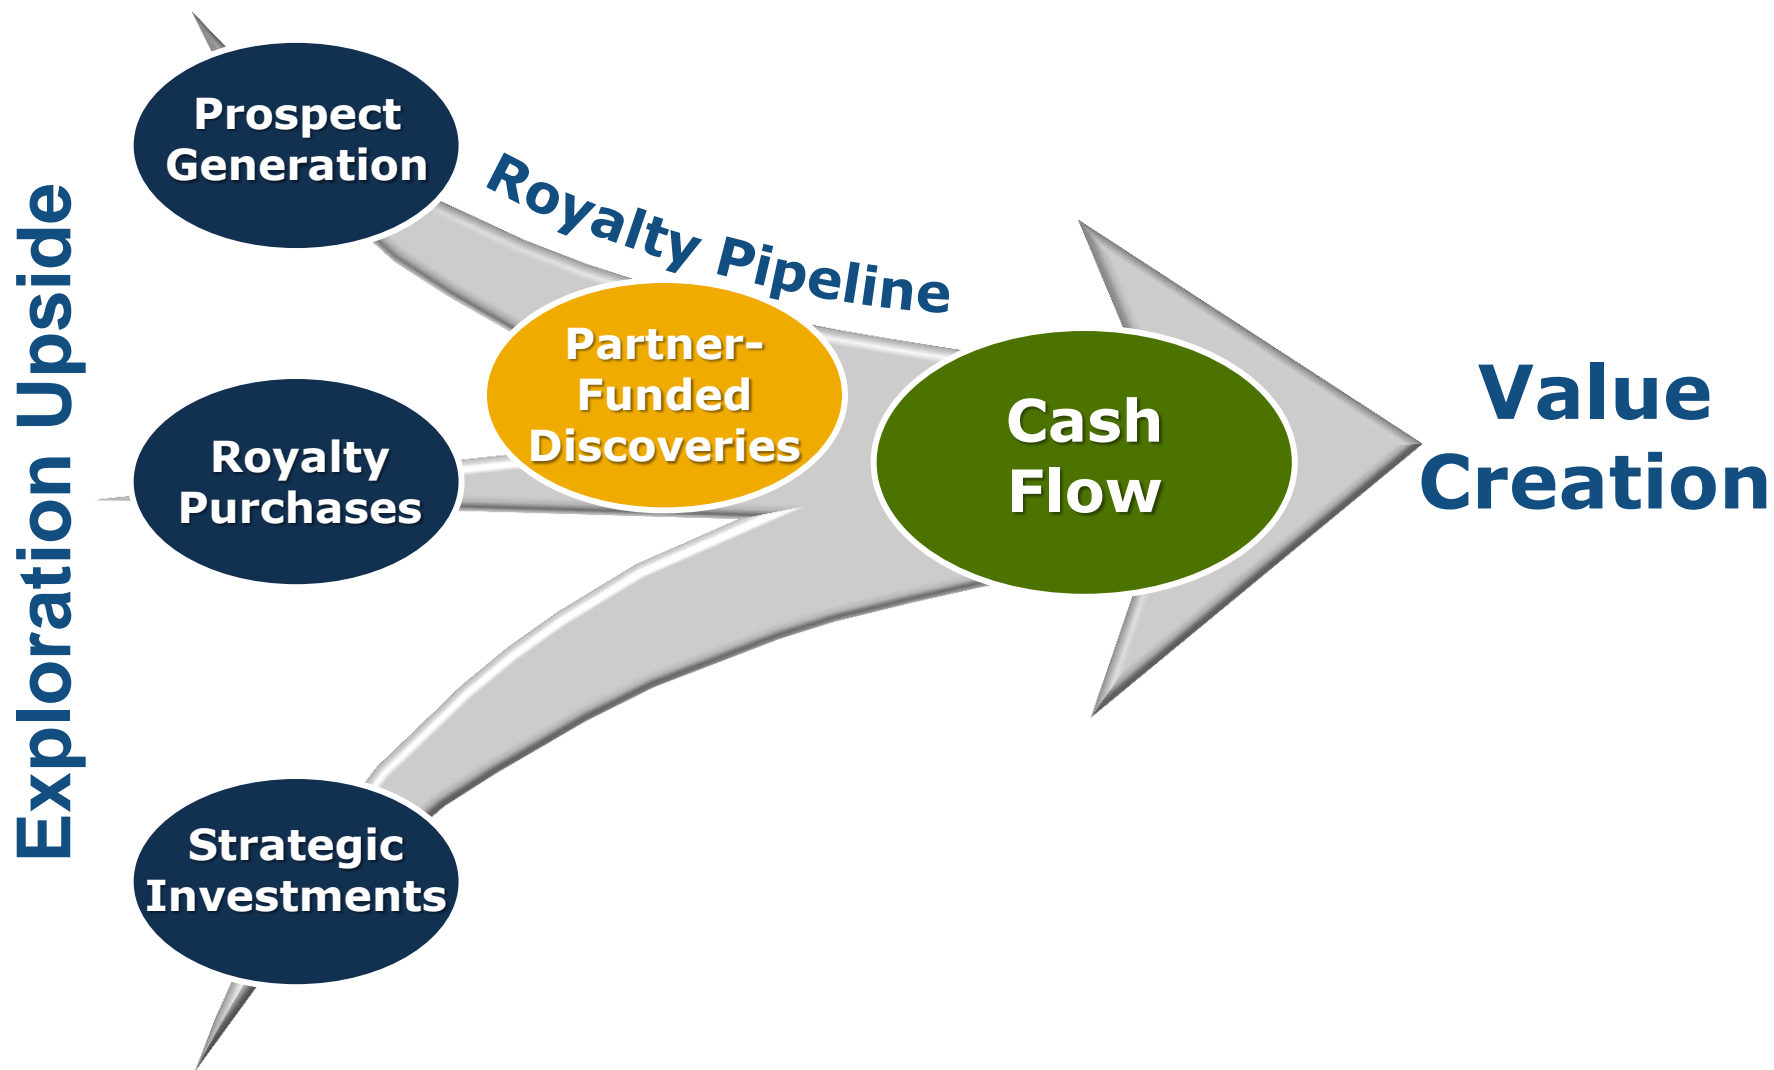 Exploration Upside
Prospect
Generation
Royalty Pipeline
Partner-
Funded
Discoveries
Royalty
Purchases
Cash
Flow
Value
Creation
Strategic
Investments